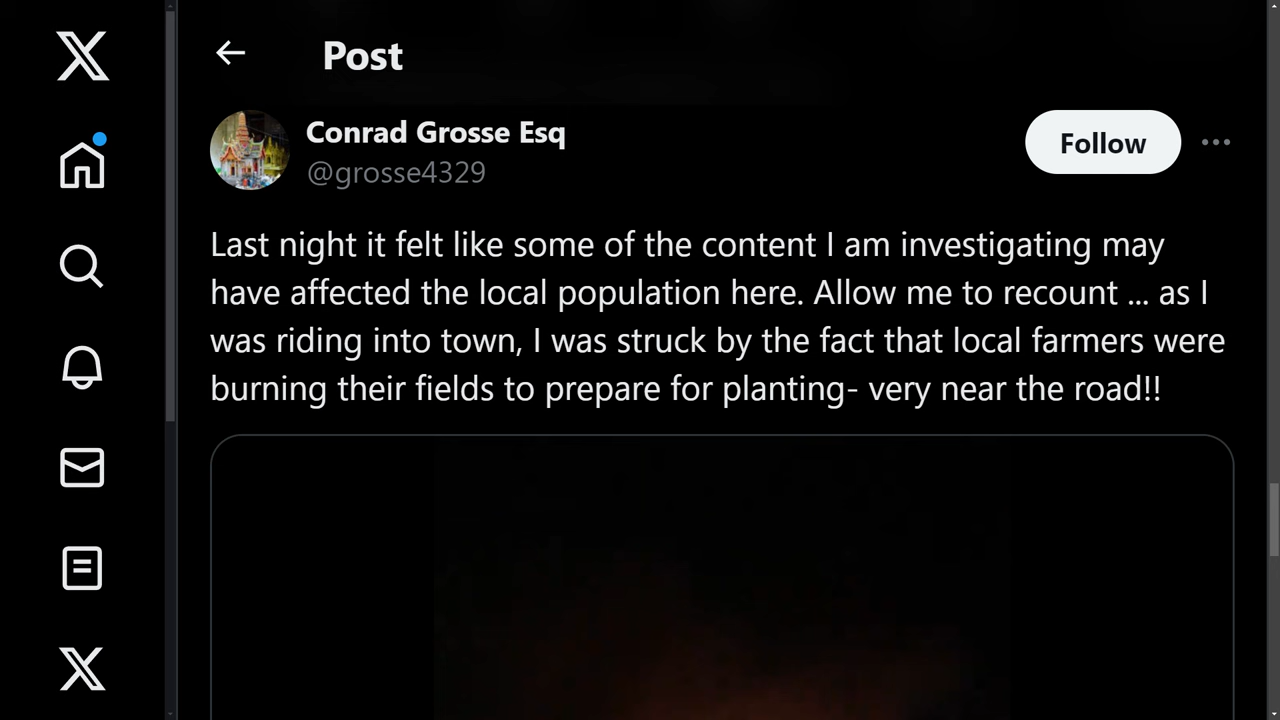 Post
Conrad Grosse Esq
@grosse4329
Follow
Last night it felt like some of the content I am investigating may
have affected the local population here. Allow me to recount ... as I
was riding into town, I was struck by the fact that local farmers were
burning their fields to prepare for planting- very near the road!!